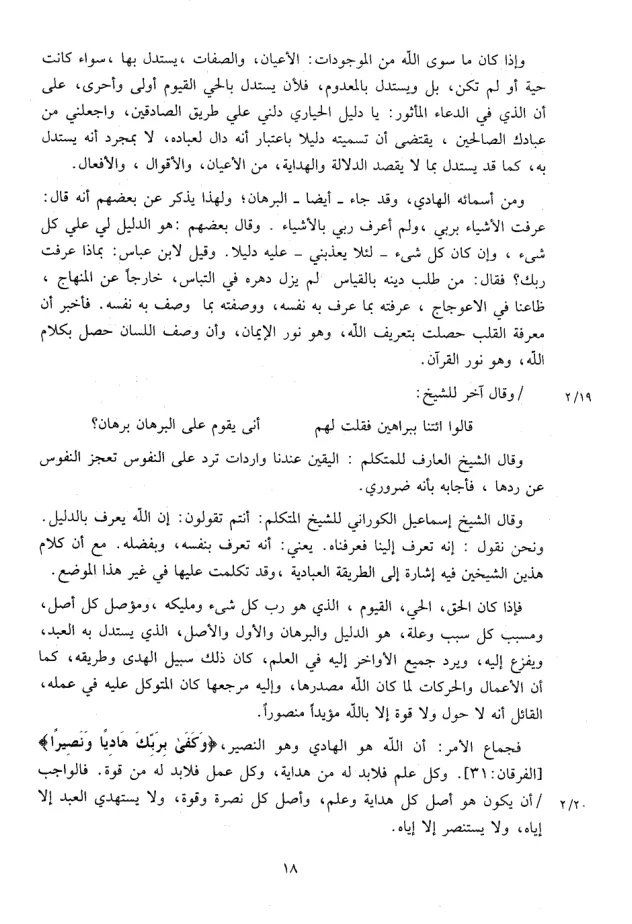 وإذا كان ما سوى اللّه من الموجودات: الأعيان، والصفات ،يستدل بها ،سواء كانت
حية أو لم تكن، بل ويستدل بالمعدوم، فلأن يستدل بالحي القيوم أولى وأحرى، على
أن الذي في الدعاء المأثور: يا دليل الحيارى دلني علي طريق الصادقين، واجعلني من
عبادك الصالحين ، يقتضى أن تسميته دليلا باعتبار أنه دال لعباده، لا بمجرد أنه يستدل
به، كما قد يستدل بما لا يقصد الدلالة والهداية، من الأعيان، والأقوال ، والأفعال.
ومن أسمائه الهادي، وقد جاء ـ أيضا ـ البرهان؛ ولهذا يذكر عن بعضهم أنه قال:
عرفت الأشياء بربي ،ولم أعرف ربي بالأشياء . وقال بعضهم :هو الدليل لي علي كل
شىء ، وإن كان كل شىء ـ لئلا يعذبني ـ عليه دليلا. وقيل لابن عباس: بماذا عرفت
ربك؟ فقال: من طلب دينه بالقياس لم يزل دهره في التباس، خارجاً عن المنهاج ،
ظاعنا في الاعوجاج ، عرفته بما عرف به نفسه، ووصفته بما وصف به نفسه. فأخبر أن
معرفة القلب حصلت بتعريف اللّه، وهو نور الإيمان، وأن وصف اللسان حصل بكلام
اللّه، وهو نور القرآن.
٢/١٩ /وقال آخر للشيخ:
قالوا ائتنا ببراهين فقلت لهم أنى يقوم على البرهان برهان؟
وقال الشيخ العارف للمتكلم : اليقين عندنا واردات ترد على النفوس تعجز النفوس
عن ردها ، فأجابه بأنه ضروري.
وقال الشيخ إسماعيل الكوراني للشيخ المتكلم: أنتم تقولون: إن اللّه يعرف بالدليل.
ونحن نقول : إنه تعرف إلينا فعرفناه. يعني: أنه تعرف بنفسه، وبفضله. مع أن كلام
هذين الشيخين فيه إشارة إلى الطريقة العبادية ،وقد تكلمت عليها في غير هذا الموضع.
فإذا كان الحق، الحي، القيوم ، الذي هو رب كل شىء ومليكه ،ومؤصل كل أصل،
ومسبب كل سبب وعلة، هو الدليل والبرهان والأول والأصل، الذي يستدل به العبد،
ويفزع إليه، ويرد جميع الأواخر إليه في العلم، كان ذلك سبيل الهدى وطريقه، كما
أن الأعمال والحركات لما كان اللّه مصدرها، وإليه مرجعها كان المتوكل عليه في عمله،
القائل أنه لا حول ولا قوة إلا باللّه مؤيداً منصوراً.
فجماع الأمر: أن اللّه هو الهادي وهو النصير، ﴿وَكَفَىٰ بِرَبِّكَ هَادِيًا وَنَصِيرًا﴾
[الفرقان:٣١]. وكل علم فلابد له من هداية، وكل عمل فلابد له من قوة. فالواجب
٢/٢٠ /أن يكون هو أصل كل هداية وعلم، وأصل كل نصرة وقوة، ولا يستهدي العبد إلا
إياه، ولا يستنصر إلا إياه.
١٨